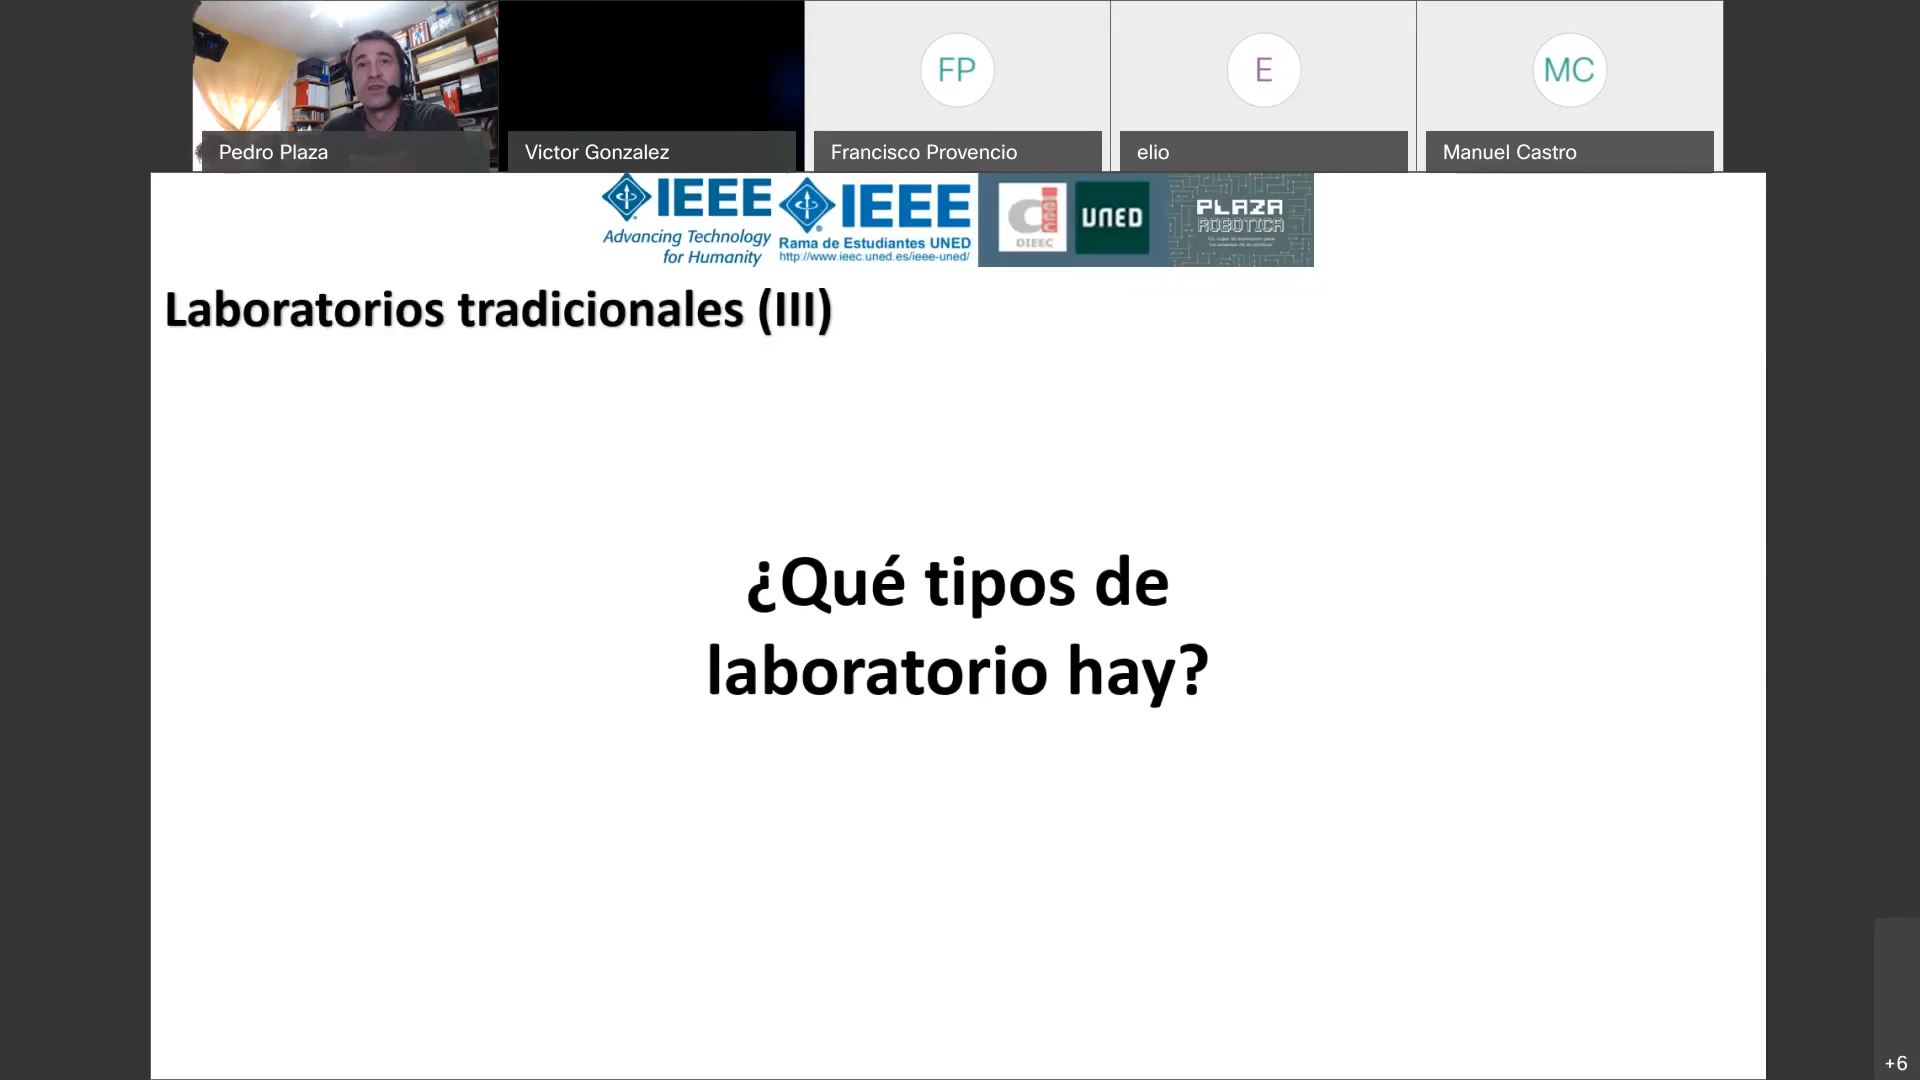 FP
E
MC
Pedro Plaza
Victor Gonzalez
Francisco Provencio
elio
Manuel Castro
IEEE
Advancing Technology
for Humanity
IEEE
Rama de Estudiantes UNED
http://www.ieec.uned.es/ieee-uned/
ieec
DIEEC
UNED
PLAZA
ROBOTICA
Laboratorios tradicionales (III)
¿Qué tipos de
laboratorio hay?
+6